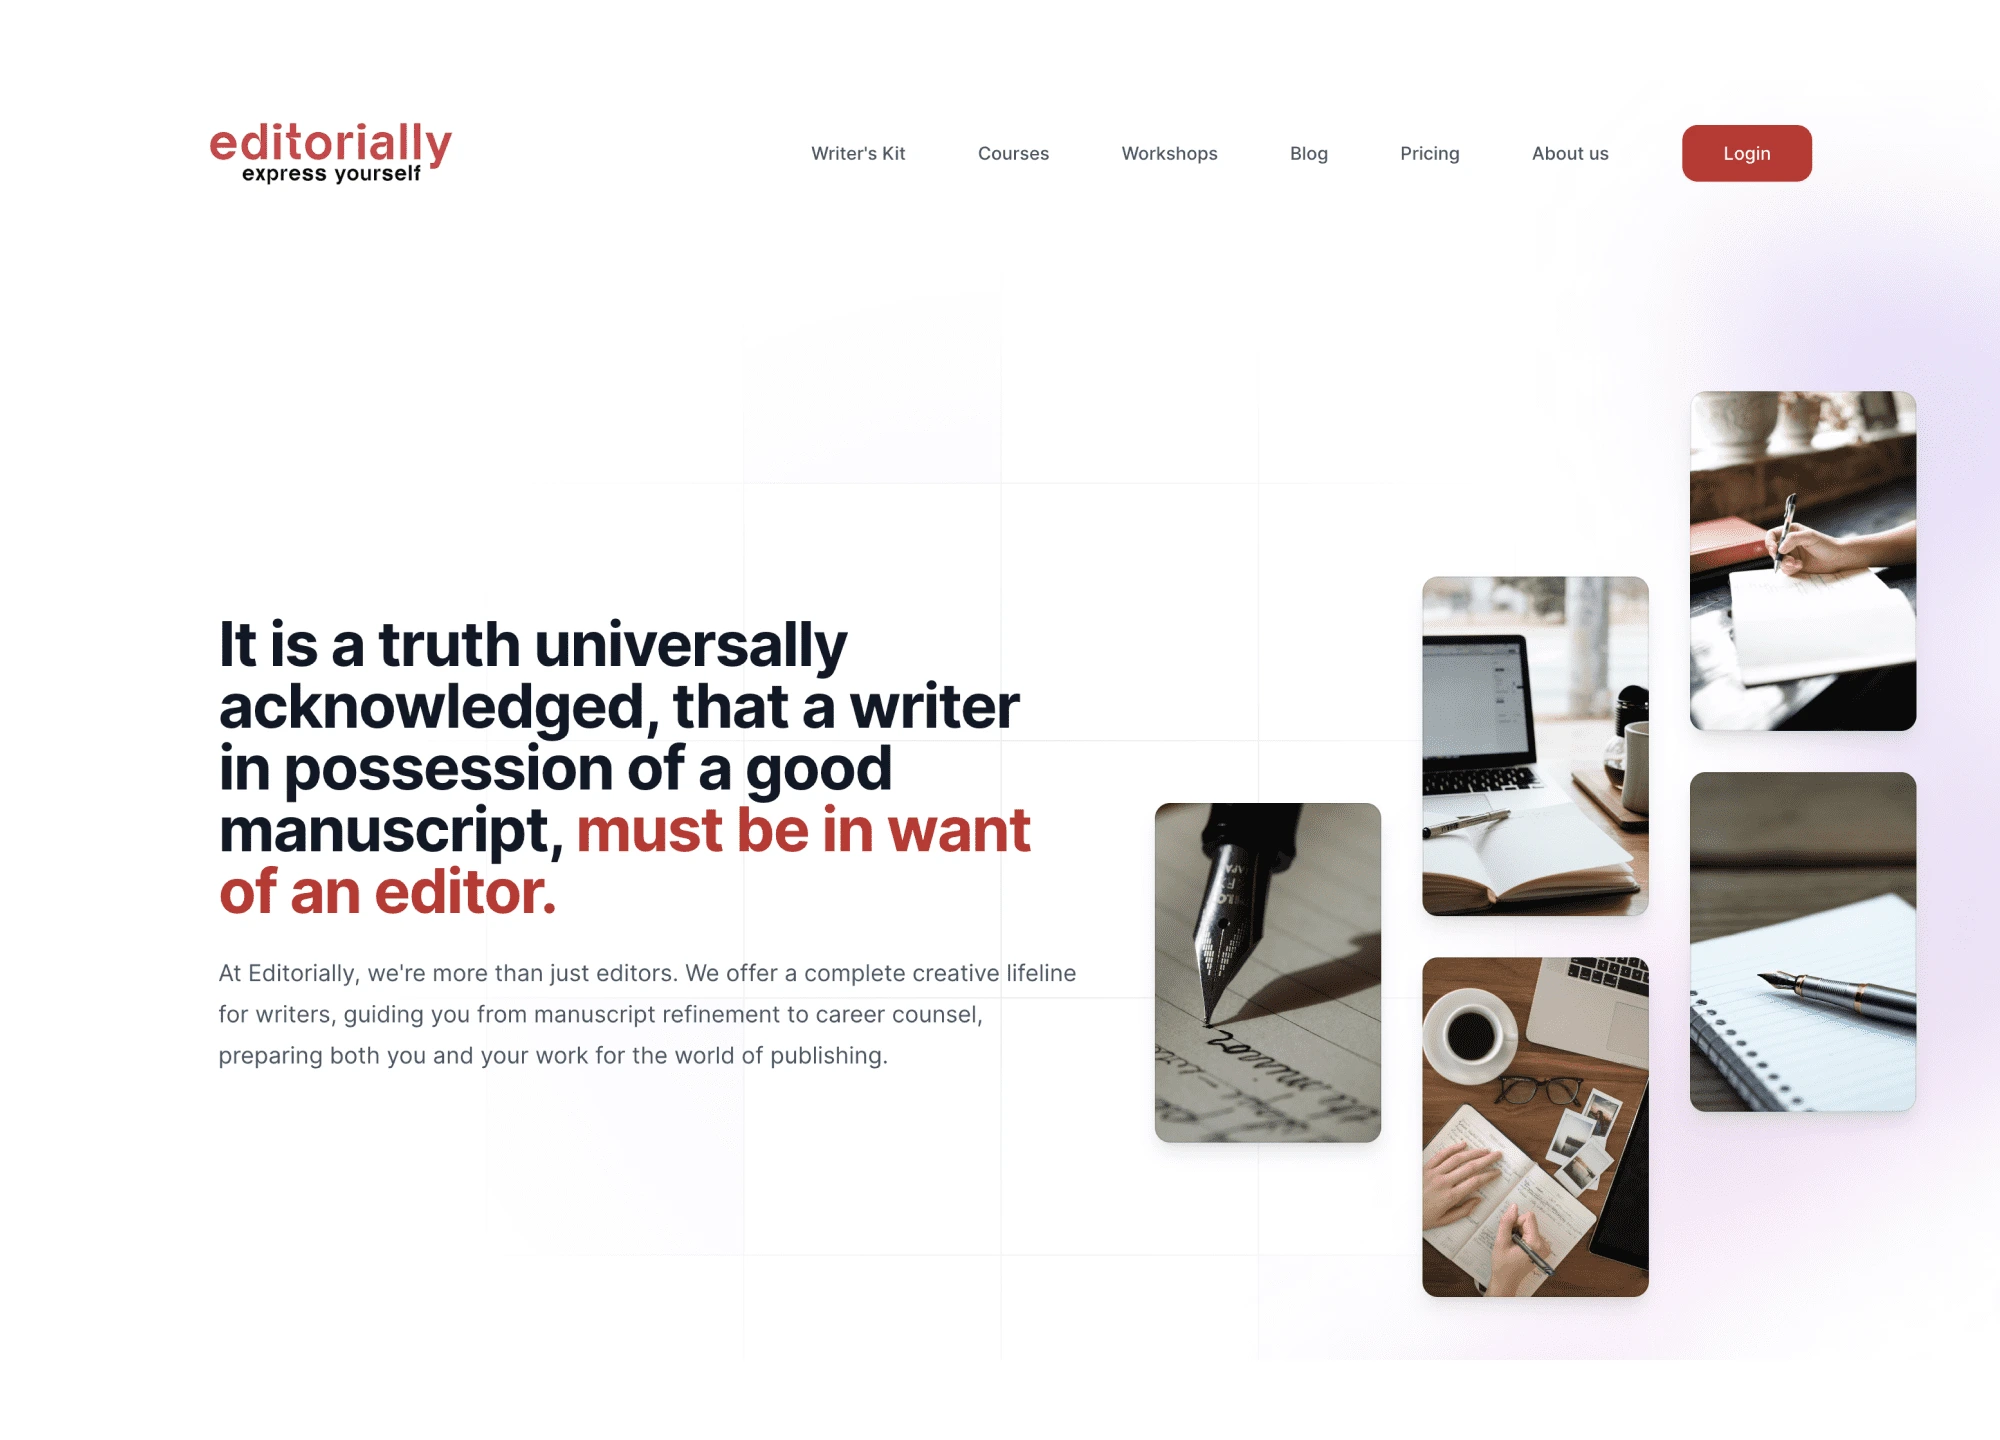 editorially
express yourself
Writer's Kit
Courses
Workshops
Blog
Pricing
About us
Login
It is a truth universally
acknowledged, that a writer
in possession of a good
manuscript, must be in want
of an editor.
At Editorially, we're more than just editors. We offer a complete creative lifeline
for writers, guiding you from manuscript refinement to career counsel,
preparing both you and your work for the world of publishing.